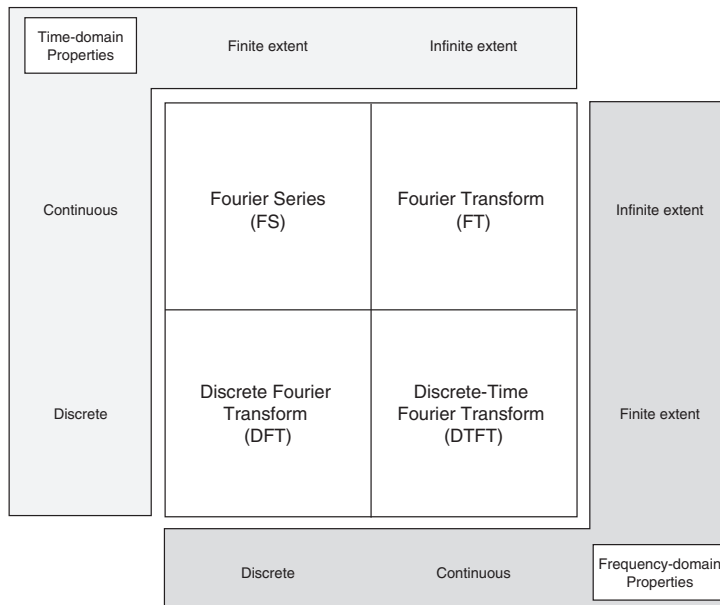 Time-domain
Properties
Finite extent
Infinite extent
Continuous
Fourier Series
(FS)
Fourier Transform
(FT)
Infinite extent
Discrete
Discrete Fourier
Transform
(DFT)
Discrete-Time
Fourier Transform
(DTFT)
Finite extent
Discrete
Continuous
Frequency-domain
Properties